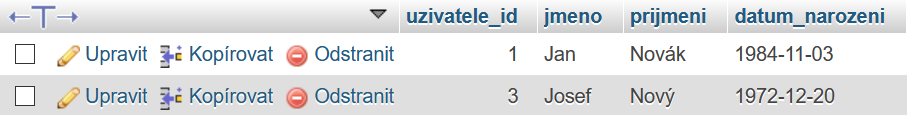 uzivatele_id jmeno prijmeni datum_narozeni
Upravit Kopírovat Odstranit 1 Jan Novák 1984-11-03
Upravit Kopírovat Odstranit 3 Josef Nový 1972-12-20